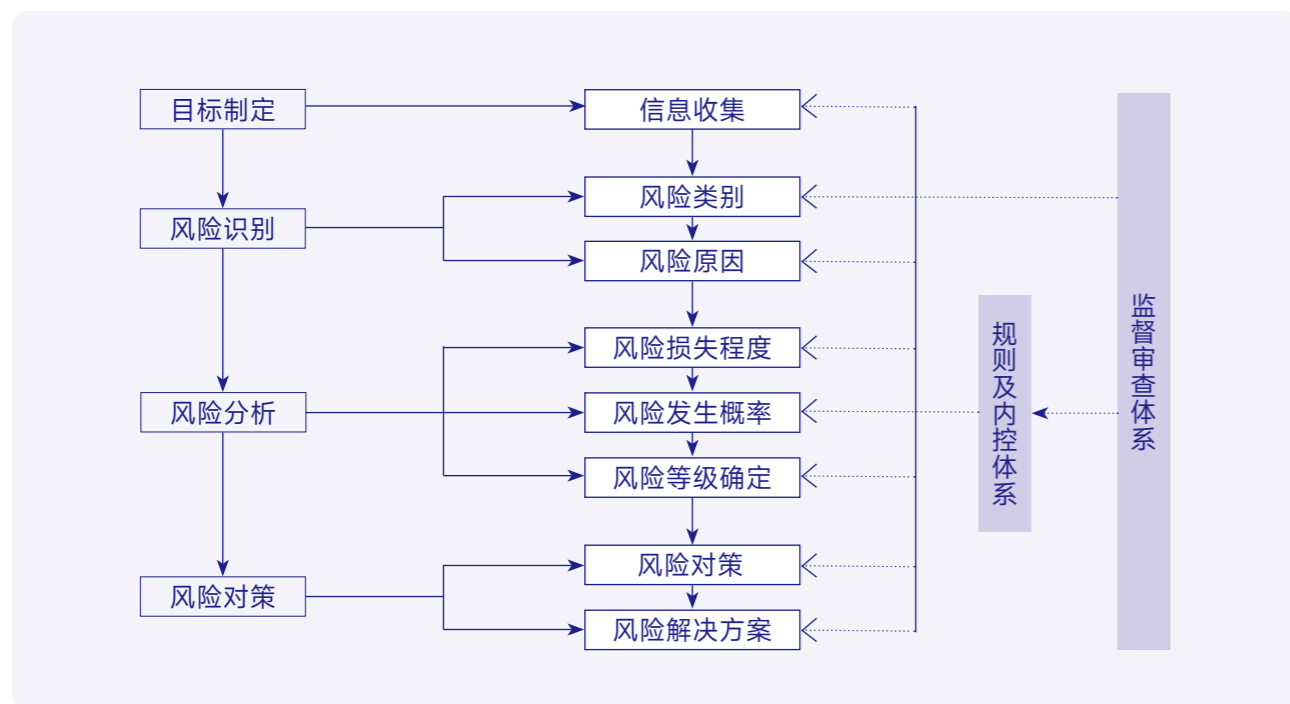 目标制定
信息收集
风险类别
风险识别
风险原因
风险损失程度
风险分析
风险发生概率
风险等级确定
风险对策
风险对策
风险解决方案
规则及内控体系
监督审查体系